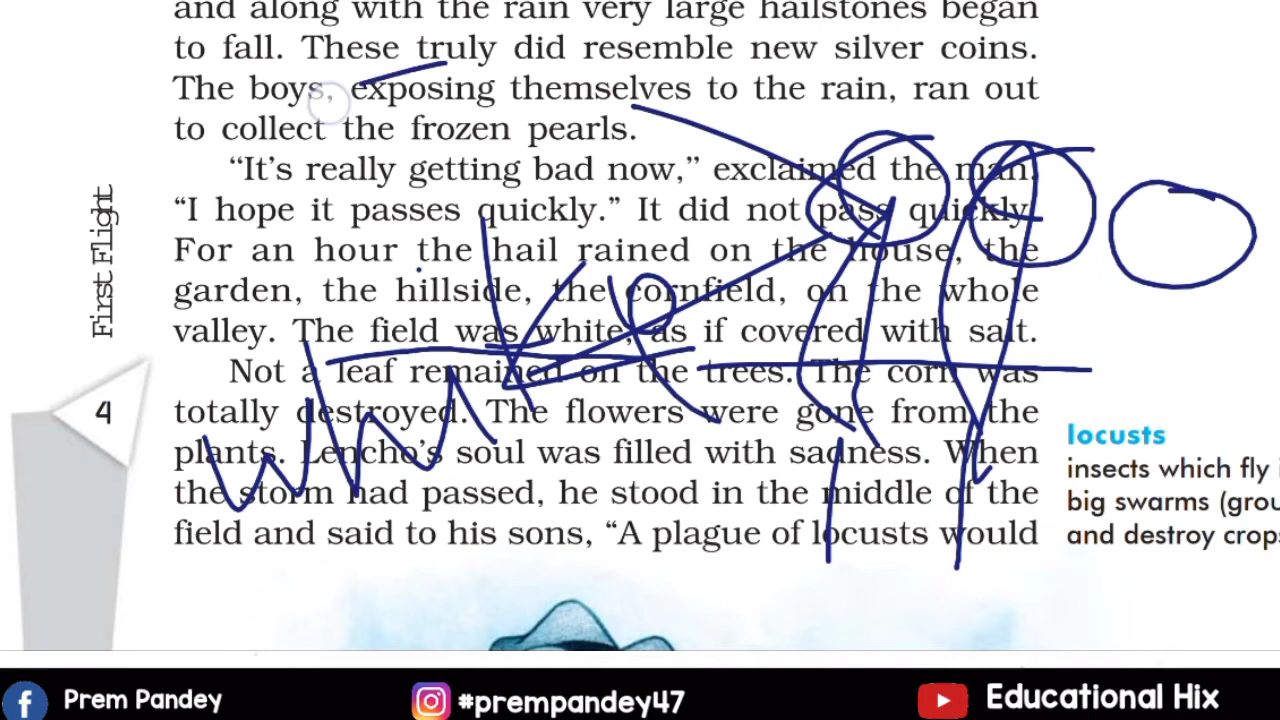 and along with the rain very large hailstones began
to fall. These truly did resemble new silver coins.
The boys, exposing themselves to the rain, ran out
to collect the frozen pearls.
“It’s really getting bad now,” exclaimed the man.
“I hope it passes quickly.” It did not pass quickly.
For an hour the hail rained on the house, the
garden, the hillside, the cornfield, on the whole
valley. The field was white, as if covered with salt.
Not a leaf remained on the trees. The corn was
totally destroyed. The flowers were gone from the
plants. Lencho’s soul was filled with sadness. When
the storm had passed, he stood in the middle of the
field and said to his sons, “A plague of locusts would
First Flight
4
locusts
insects which fly i
big swarms (grou
and destroy crops
Prem Pandey
#prempandey47
Educational Hix